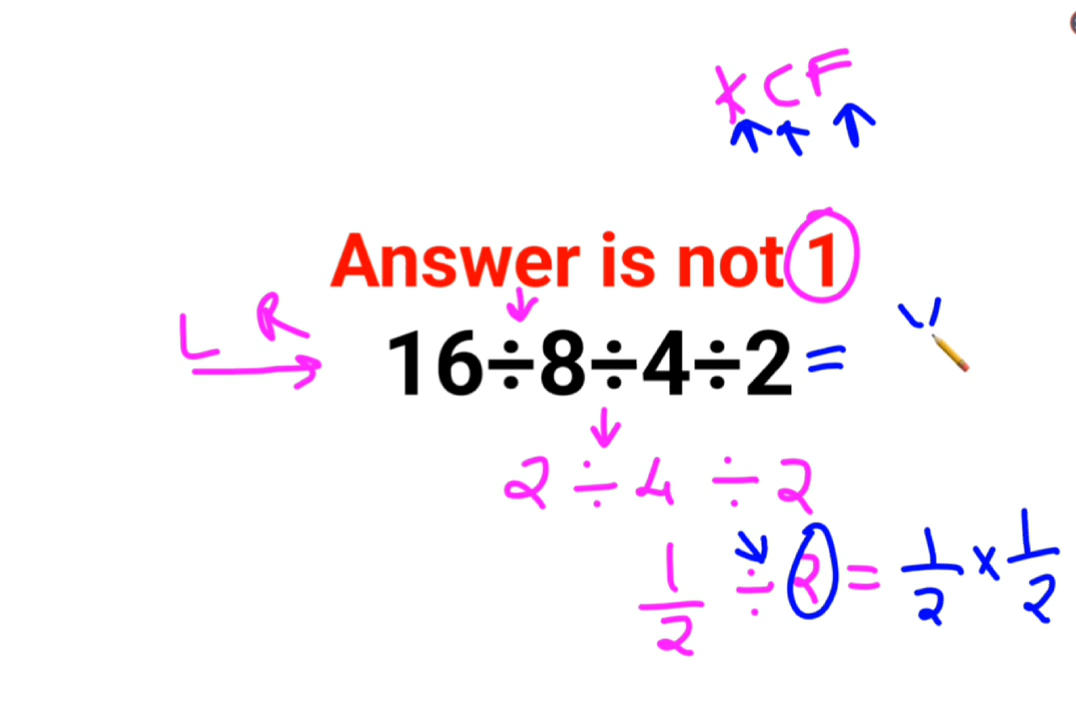 KCF
Answer is not 1
L R
16÷8÷4÷2=
2÷4÷2
1/2 ÷ 2 = 1/2 x 1/2